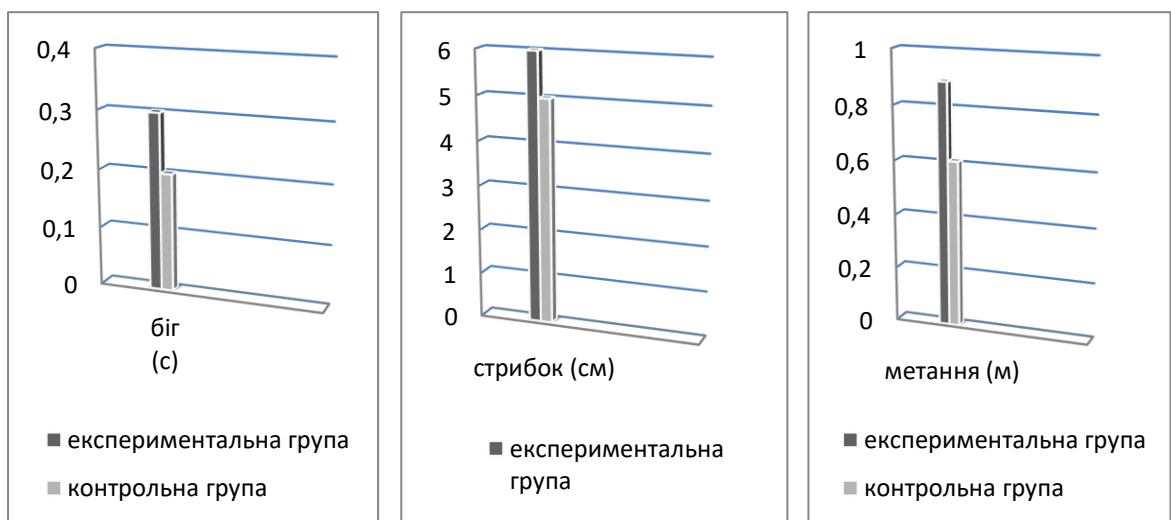 0,4
0,3
0,2
0,1
0
біг
(с)
експериментальна група
контрольна група
6
5
4
3
2
1
0
стрибок (см)
експериментальна
група
1
0,8
0,6
0,4
0,2
0
метання (м)
експериментальна група
контрольна група